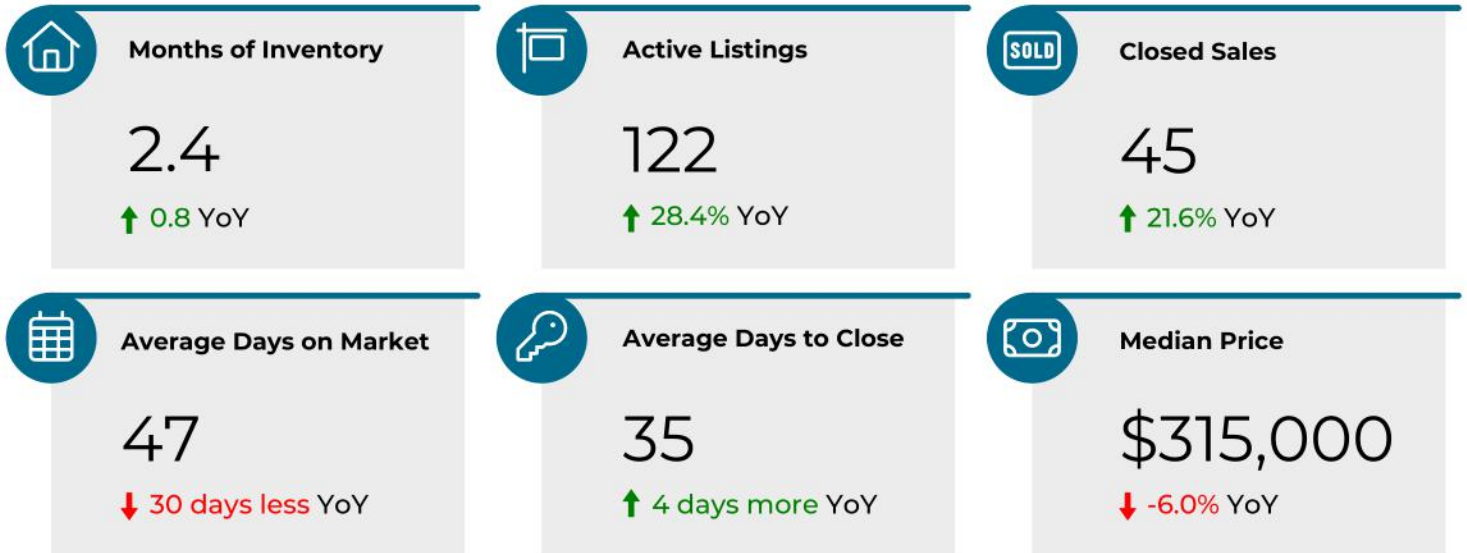 Months of Inventory
2.4
0.8 YoY
Active Listings
122
28.4% YoY
SOLD
Closed Sales
45
21.6% YoY
Average Days on Market
47
30 days less YoY
Average Days to Close
35
4 days more YoY
Median Price
$315,000
-6.0% YoY